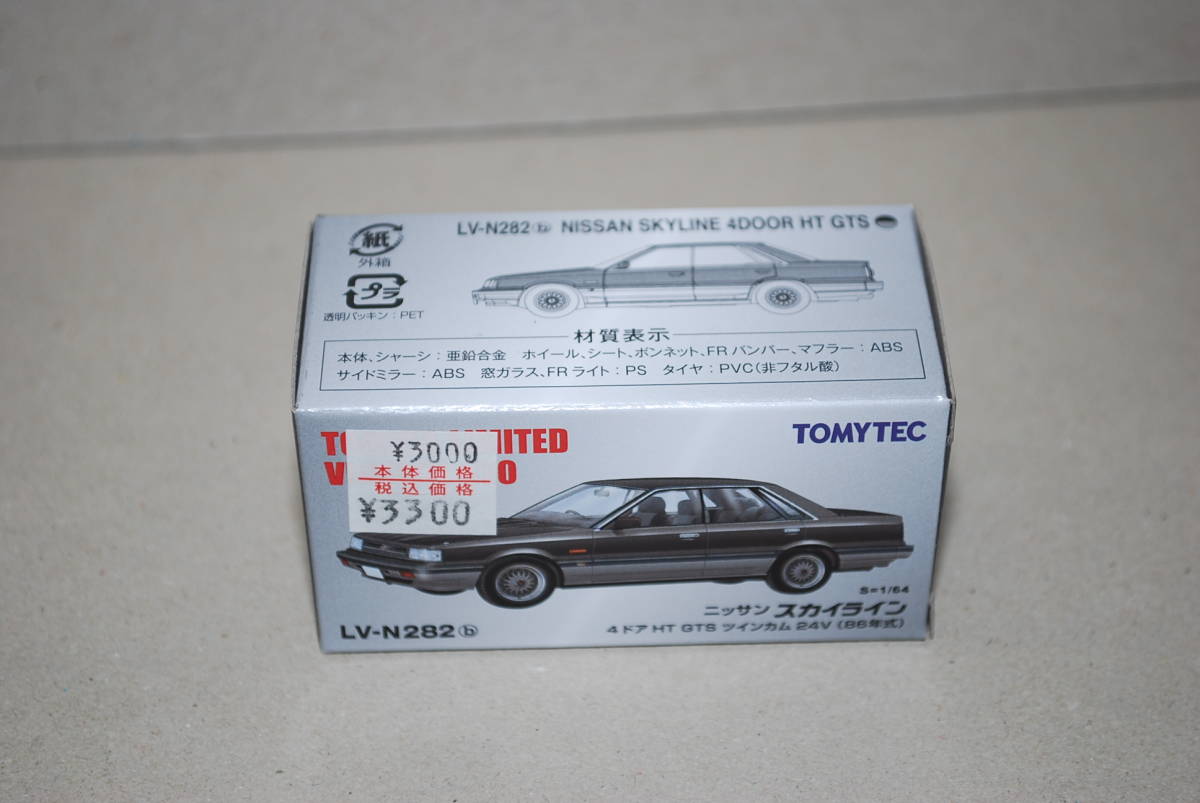 LV-N282ⓑ NISSAN SKYLINE 4DOOR HT GTS
紙
外箱
プラ
透明パッキン：PET
材質表示
本体、シャーシ：亜鉛合金 ホイール、シート、ボンネット、FRバンパー、マフラー：ABS
サイドミラー：ABS 窓ガラス、FRライト：PS タイヤ：PVC（非フタル酸）
TOMYTEC
¥3000
本体価格
税込価格
¥3300
S=1/64
ニッサン スカイライン
4ドア HT GTS ツインカム 24V（86年式）
LV-N282ⓑ